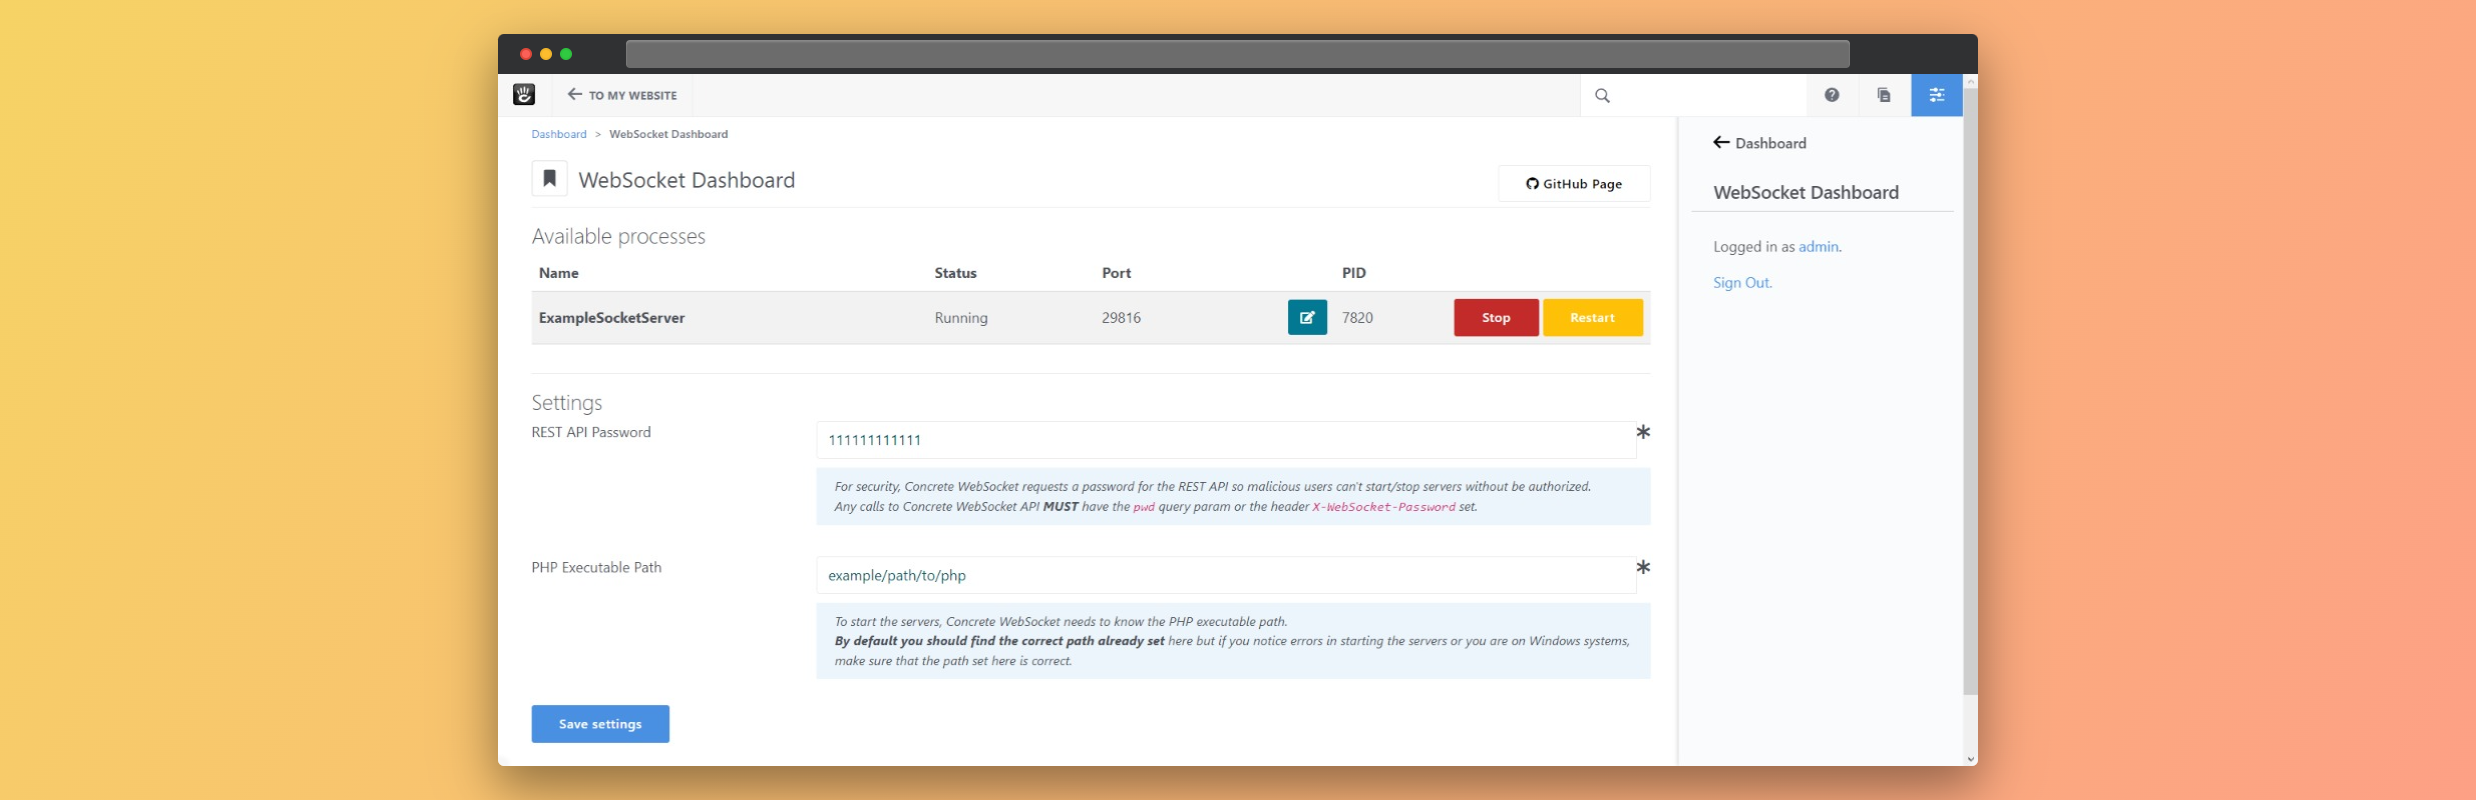 TO MY WEBSITE
Dashboard > WebSocket Dashboard
WebSocket Dashboard
GitHub Page
Available processes
Name Status Port PID
ExampleSocketServer Running 29816 7820 Stop Restart
Settings
REST API Password
111111111111 *
For security, Concrete WebSocket requests a password for the REST API so malicious users can't start/stop servers without be authorized.
Any calls to Concrete WebSocket API MUST have the pwd query param or the header X-WebSocket-Password set.
PHP Executable Path
example/path/to/php *
To start the servers, Concrete WebSocket needs to know the PHP executable path.
By default you should find the correct path already set here but if you notice errors in starting the servers or you are on Windows systems,
make sure that the path set here is correct.
Save settings
Dashboard
WebSocket Dashboard
Logged in as admin.
Sign Out.